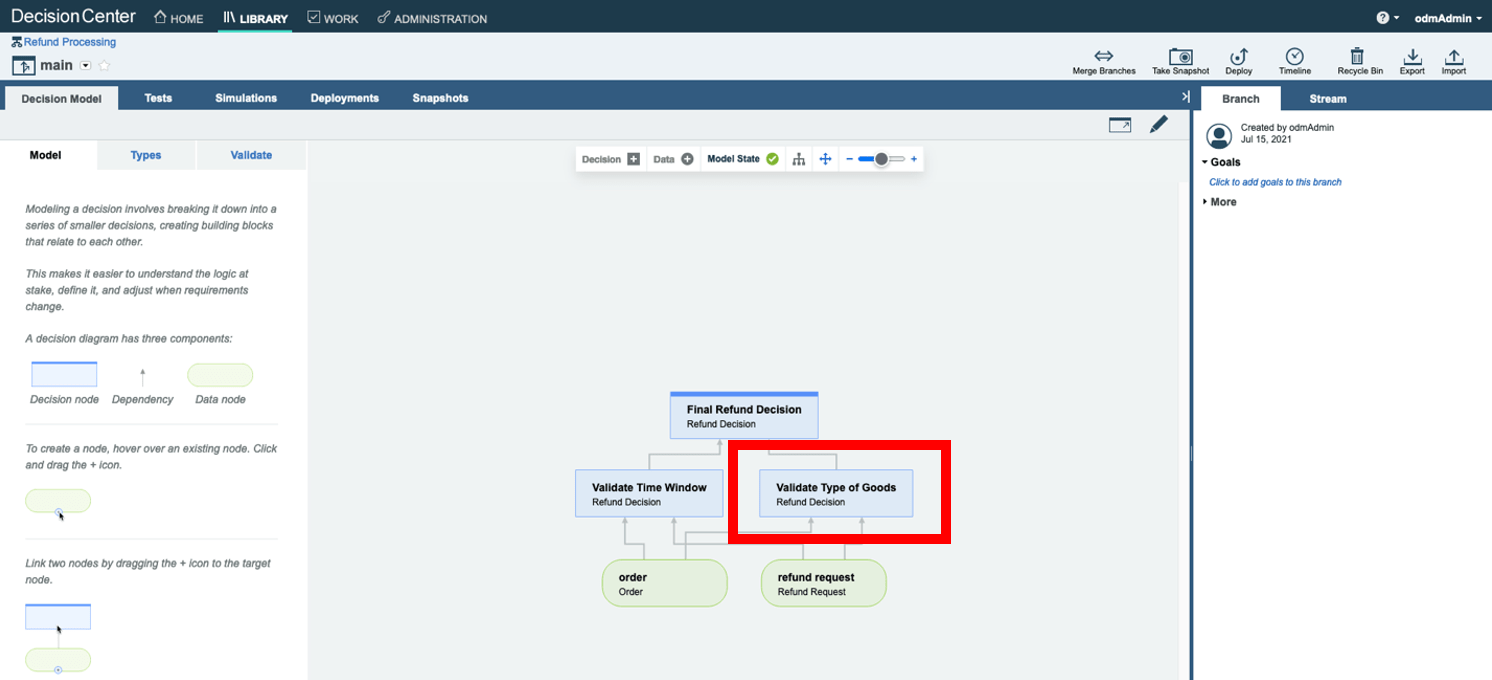 Decision Center HOME LIBRARY WORK ADMINISTRATION ? odmAdmin
Refund Processing
main
Merge Branches Take Snapshot Deploy Timeline Recycle Bin Export Import
Decision Model Tests Simulations Deployments Snapshots
Branch Stream
Model Types Validate
Decision Data Model State
Created by odmAdmin
Jul 15, 2021
Goals
Click to add goals to this branch
More
Modeling a decision involves breaking it down into a
series of smaller decisions, creating building blocks
that relate to each other.
This makes it easier to understand the logic at
stake, define it, and adjust when requirements
change.
A decision diagram has three components:
Decision node Dependency Data node
To create a node, hover over an existing node. Click
and drag the + icon.
Link two nodes by dragging the + icon to the target
node.
Final Refund Decision
Refund Decision
Validate Time Window
Refund Decision
Validate Type of Goods
Refund Decision
order
Order
refund request
Refund Request